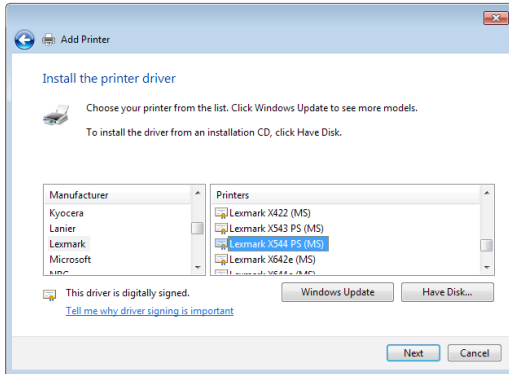 Add Printer
Install the printer driver
Choose your printer from the list. Click Windows Update to see more models.
To install the driver from an installation CD, click Have Disk.
Manufacturer
Kyocera
Lanier
Lexmark
Microsoft
Printers
Lexmark X422 (MS)
Lexmark X543 PS (MS)
Lexmark X544 PS (MS)
Lexmark X642e (MS)
This driver is digitally signed.
Tell me why driver signing is important
Windows Update
Have Disk...
Next
Cancel